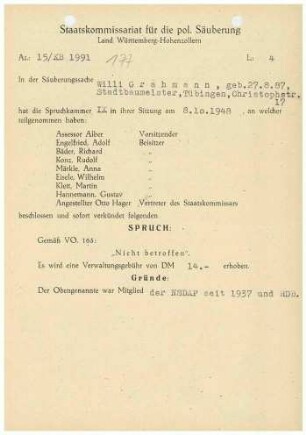 Staatskommissariat für die pol. Säuberung
Land Württemberg-Hohenzollern
Az.: 15/ZB 1991
177
L: 4
In der Säuberungssache Willi Grahmann, geb.27.8.87,
Stadtbaumeister, Tübingen, Christophstr.
17
hat die Spruchkammer IX in ihrer Sitzung am 8.10.1948, an welcher
teilgenommen haben:
Assessor Alber Vorsitzender
Engelfried, Adolf Beisitzer
Bäder, Richard "
Konz, Rudolf "
Märkle, Anna "
Eisele, Wilhelm "
Klett, Martin "
Hannemann, Gustav "
Angestellter Otto Hager Vertreter des Staatskommissars
beschlossen und sofort verkündet folgenden
SPRUCH:
Gemäß VO. 165:
„Nicht betroffen".
Es wird eine Verwaltungsgebühr von DM 14.- erhoben.
Gründe:
Der Obengenannte war Mitglied der NSDAP seit 1937 und RDB.